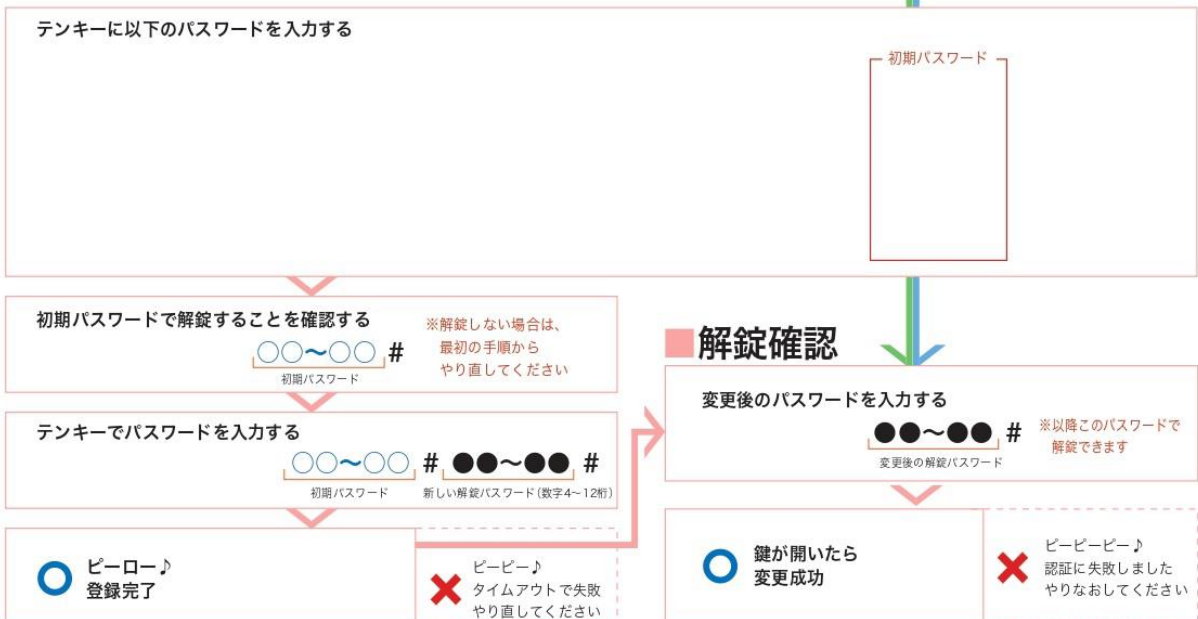 テンキーに以下のパスワードを入力する
初期パスワード
初期パスワードで解錠することを確認する
○○〜○○ #
初期パスワード
※解錠しない場合は、
最初の手順から
やり直してください
テンキーでパスワードを入力する
○○〜○○ # ●●〜●● #
初期パスワード 新しい解錠パスワード(数字4〜12桁)
ピーロー♪
登録完了
ピーピー♪
タイムアウトで失敗
やり直してください
■解錠確認
変更後のパスワードを入力する
●●〜●● #
変更後の解錠パスワード
※以降このパスワードで
解錠できます
鍵が開いたら
変更成功
ピーピーピー♪
認証に失敗しました
やりなおしてください